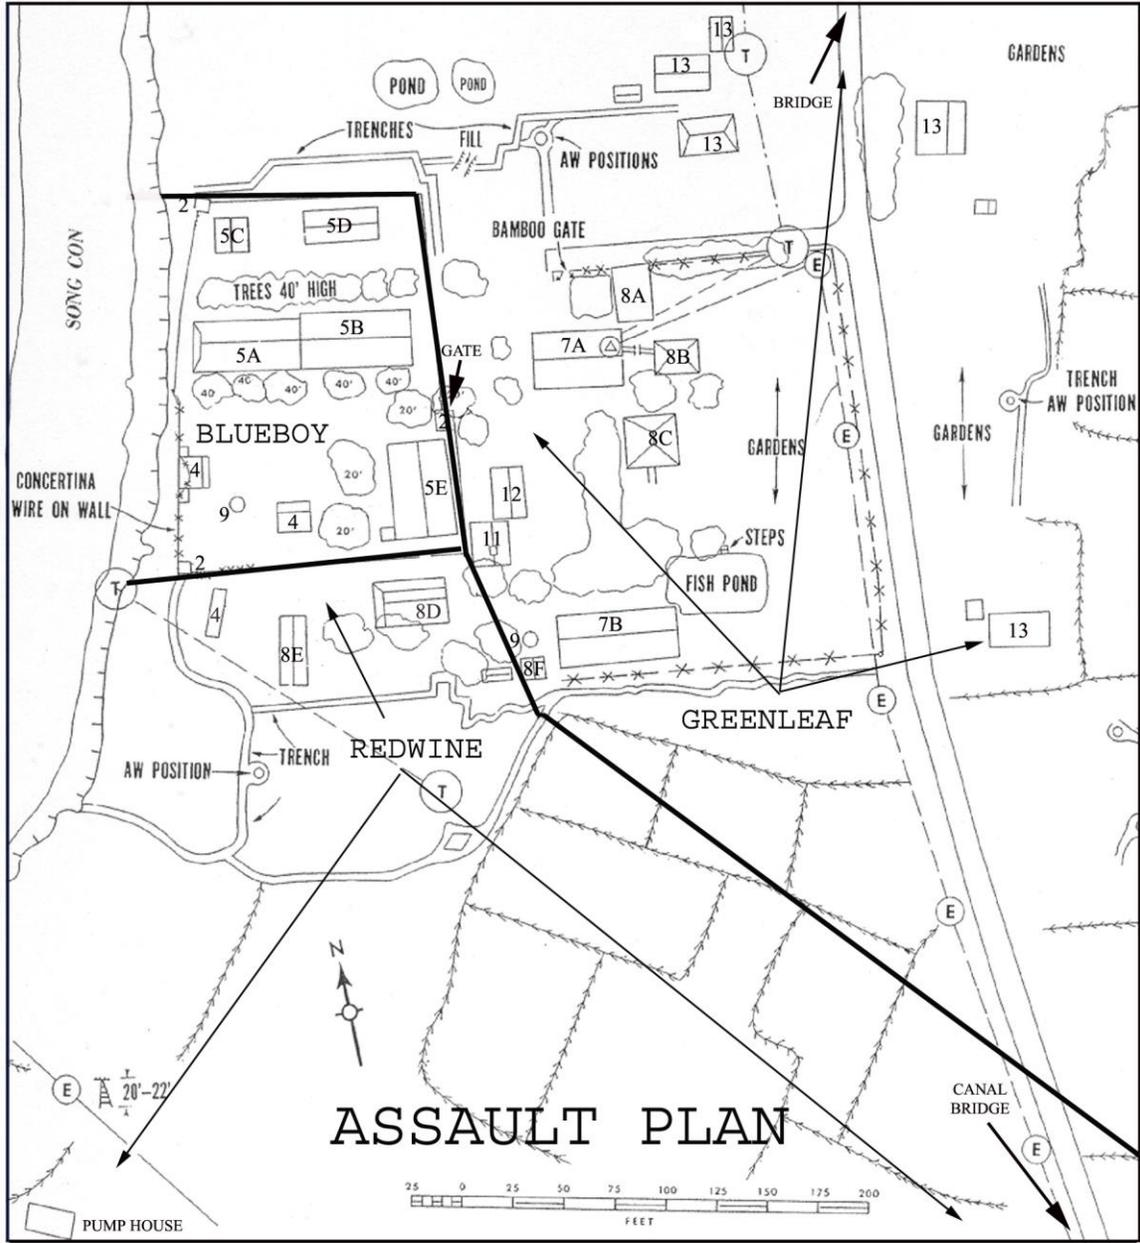 13
T
GARDENS
13
POND
POND
BRIDGE
TRENCHES
FILL
13
13
AW POSITIONS
2
5C
5D
BAMBOO GATE
T
E
SONG CON
TREES 40' HIGH
8A
5A
5B
7A
8B
GATE
TRENCH
AW POSITION
40'
40'
40'
40'
40'
20'
2
E
BLUEBOY
8C
GARDENS
GARDENS
CONCERTINA
WIRE ON WALL
4
20'
5E
12
9
4
20'
11
STEPS
2
T
FISH POND
4
8D
7B
13
8E
9
8F
E
GREENLEAF
REDWINE
TRENCH
AW POSITION
T
E
N
E
20'-22'
CANAL
BRIDGE
ASSAULT PLAN
E
25 0 25 50 75 100 125 150 175 200
FEET
PUMP HOUSE